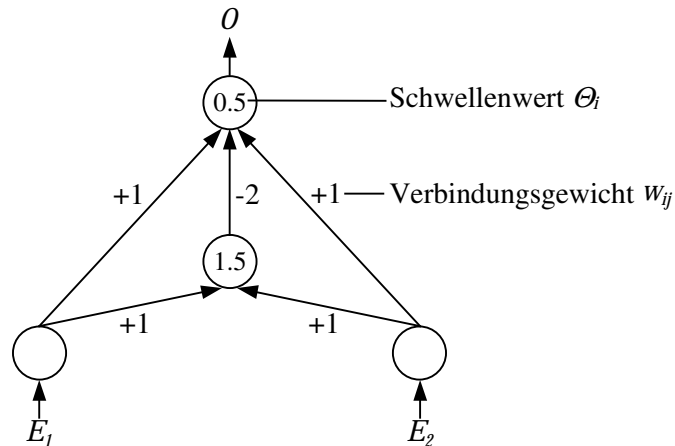 O
0.5
Schwellenwert Θi
+1
-2
+1
Verbindungsgewicht wij
1.5
+1
+1
E1
E2